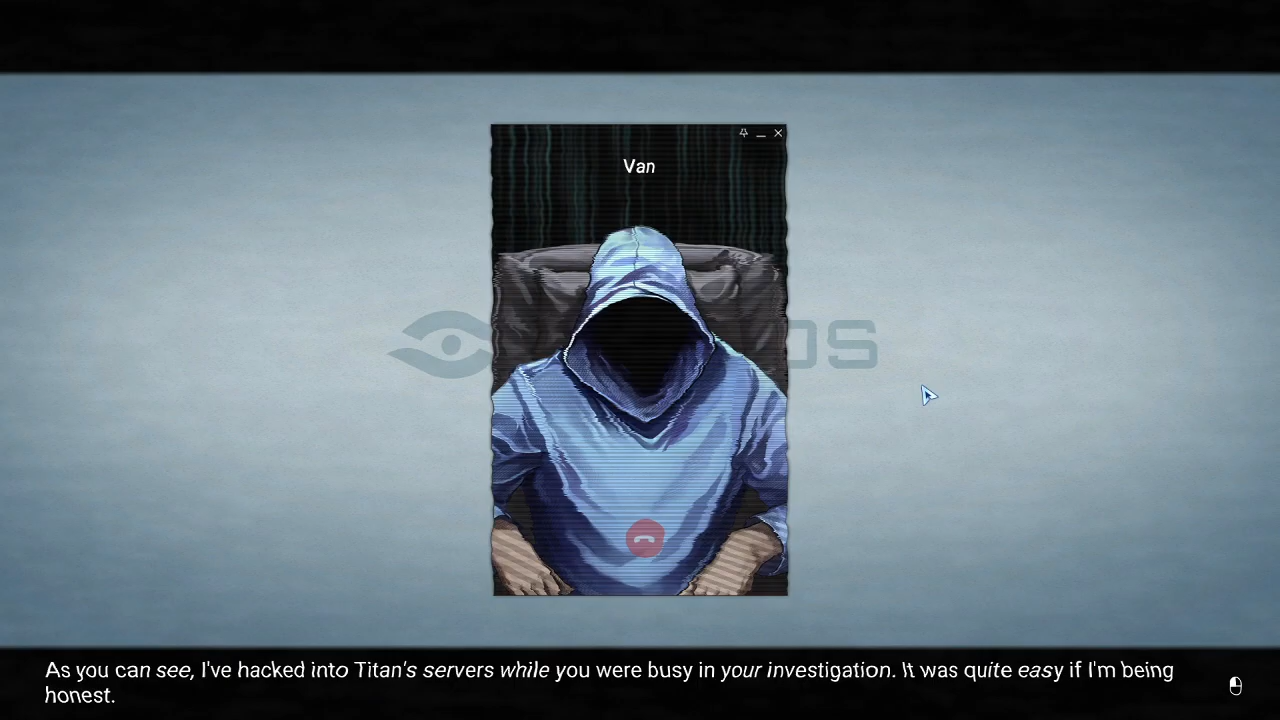 Van
OS
As you can see, I've hacked into Titan's servers while you were busy in your investigation. It was quite easy if I'm being
honest.